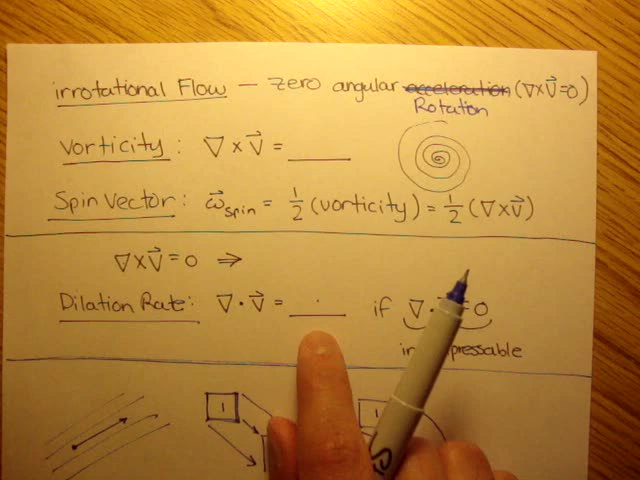 irrotational Flow — zero angular acceleration (∇×V⃗=0)
Rotation
Vorticity: ∇×V⃗ = ____
Spin Vector: ω⃗spin = 1/2 (vorticity) = 1/2 (∇×V⃗)
∇×V⃗ = 0 ⇒
Dilation Rate: ∇·V⃗ = ____ if ∇· 0
1 1